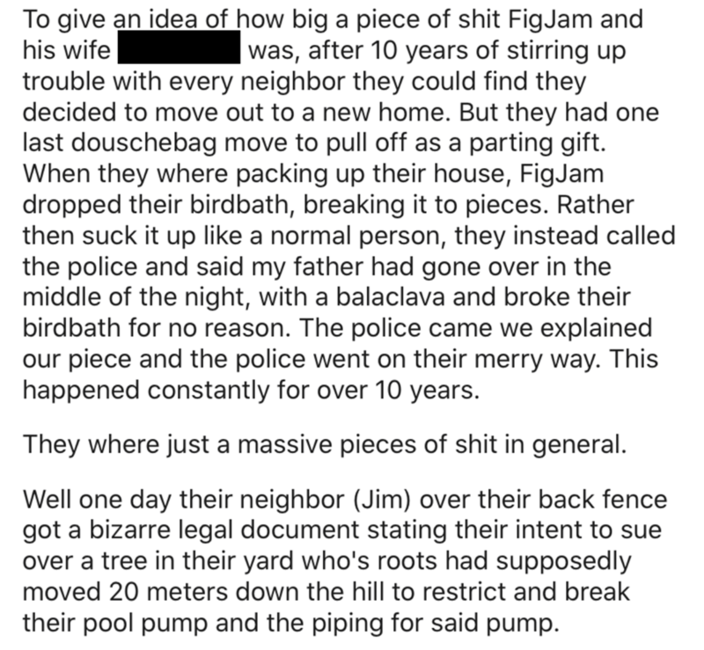 To give an idea of how big a piece of shit FigJam and
his wife was, after 10 years of stirring up
trouble with every neighbor they could find they
decided to move out to a new home. But they had one
last douschebag move to pull off as a parting gift.
When they where packing up their house, FigJam
dropped their birdbath, breaking it to pieces. Rather
then suck it up like a normal person, they instead called
the police and said my father had gone over in the
middle of the night, with a balaclava and broke their
birdbath for no reason. The police came we explained
our piece and the police went on their merry way. This
happened constantly for over 10 years.
They where just a massive pieces of shit in general.
Well one day their neighbor (Jim) over their back fence
got a bizarre legal document stating their intent to sue
over a tree in their yard who's roots had supposedly
moved 20 meters down the hill to restrict and break
their pool pump and the piping for said pump.